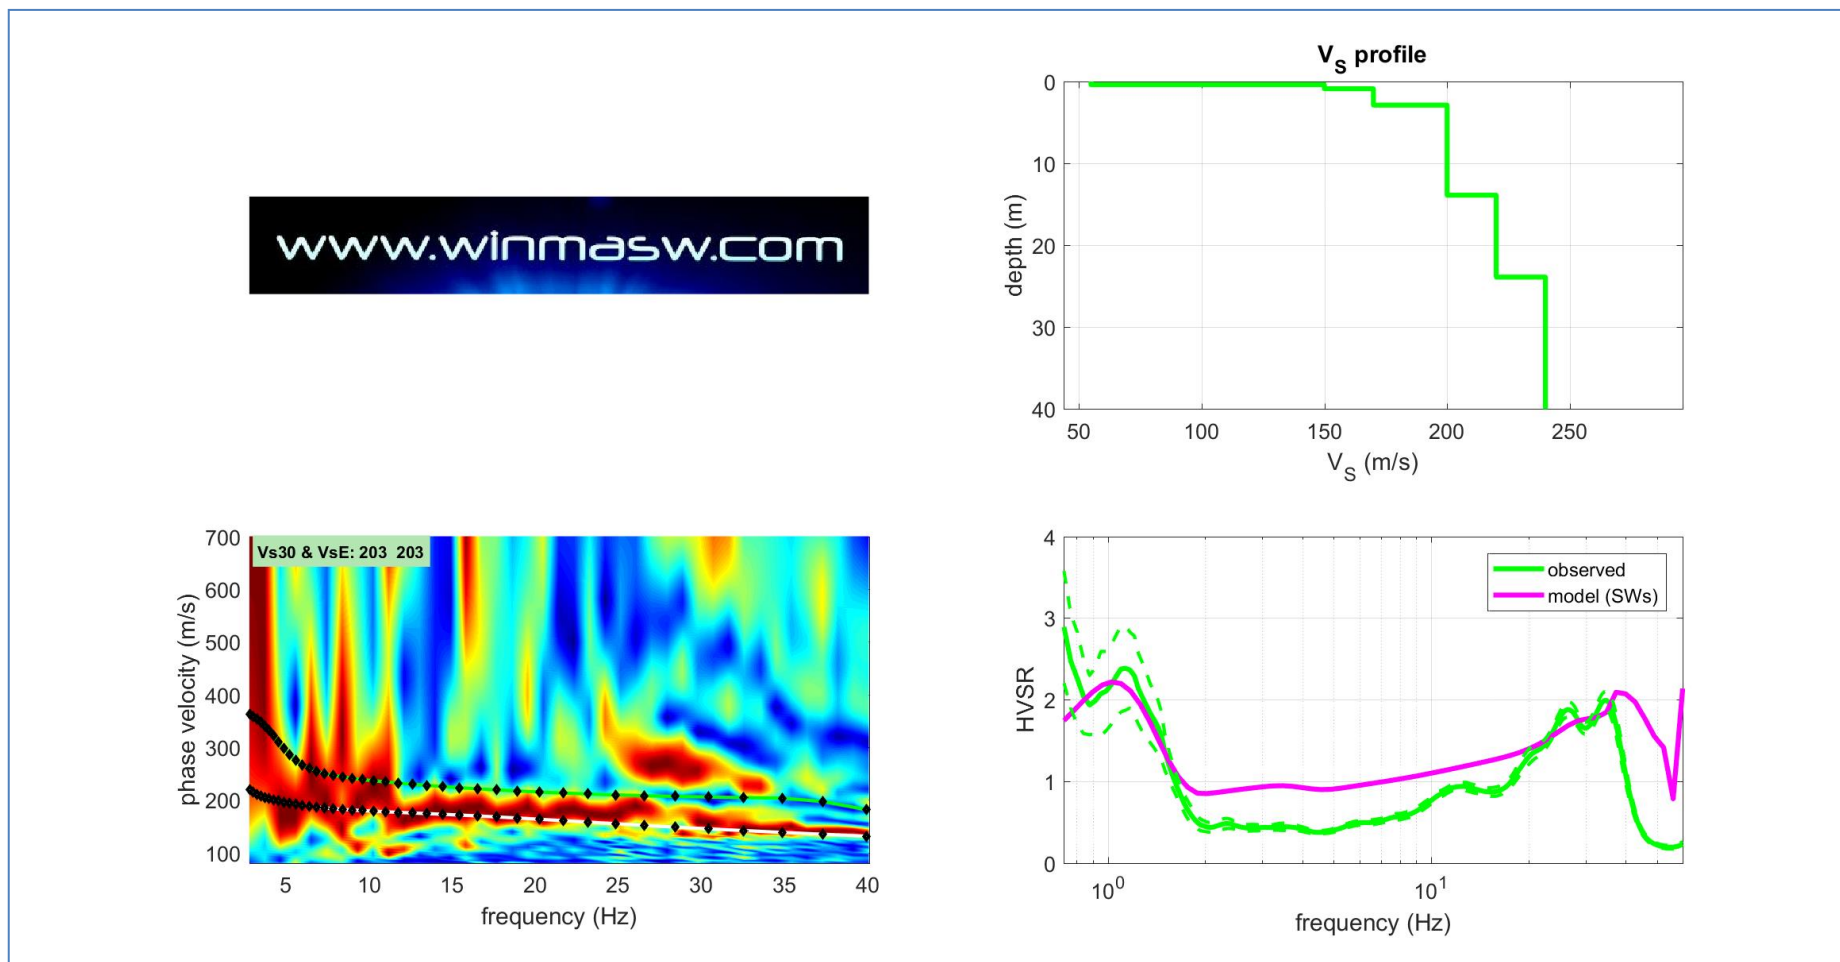 www.winmasw.com
V_S profile
0
10
20
30
40
depth (m)
50 100 150 200 250
V_S (m/s)
Vs30 & VsE: 203 203
700
600
500
400
300
200
100
phase velocity (m/s)
5 10 15 20 25 30 35 40
frequency (Hz)
observed
model (SWs)
4
3
2
1
0
HVSR
10^0 10^1
frequency (Hz)